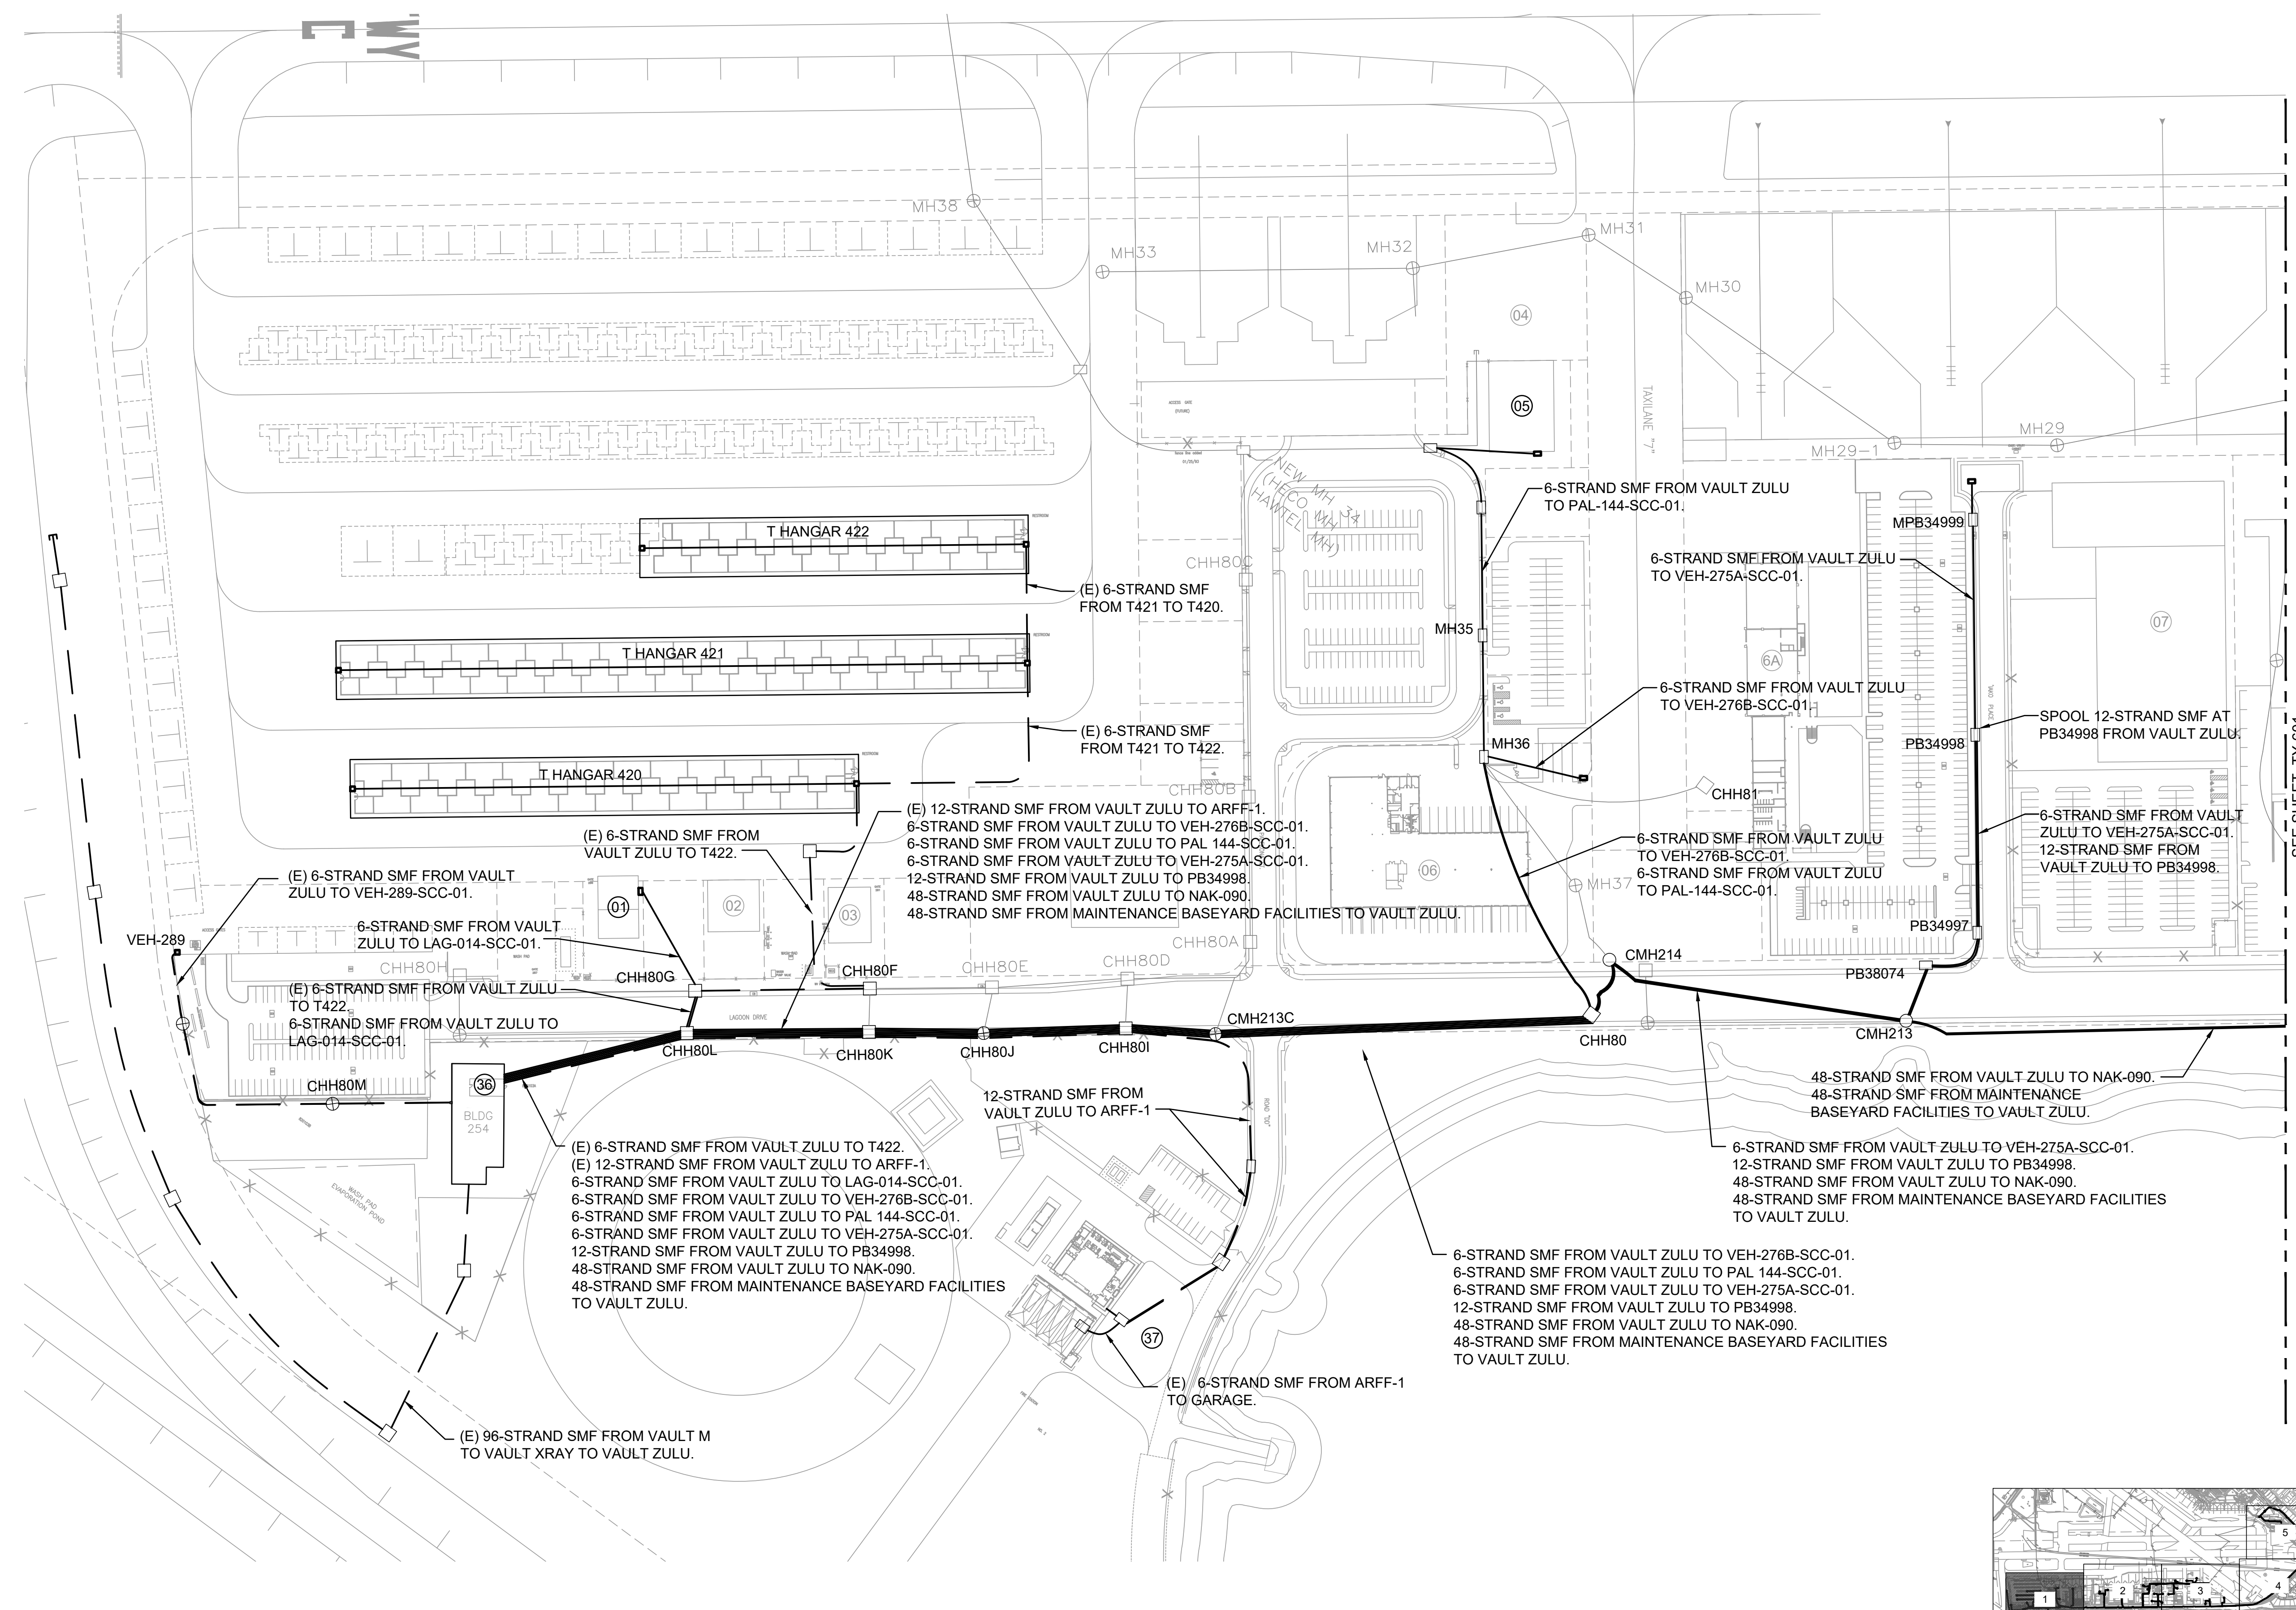 MH38
MH33
MH32
MH31
MH30
MH29
MH29-1
04
05
ACCESS GATE
(FUTURE)
TAXILANE "7"
NEW MH 34
(HECO MH
HAWTEL MH)
6-STRAND SMF FROM VAULT ZULU
TO PAL-144-SCC-01.
MPB34999
T HANGAR 422
RESTROOM
6-STRAND SMF FROM VAULT ZULU
TO VEH-275A-SCC-01.
CHH80C
(E) 6-STRAND SMF
FROM T421 TO T420.
07
MH35
T HANGAR 421
RESTROOM
6A
6-STRAND SMF FROM VAULT ZULU
TO VEH-276B-SCC-01.
PLACE
SPOOL 12-STRAND SMF AT
PB34998 FROM VAULT ZULU.
(E) 6-STRAND SMF
FROM T421 TO T422.
MH36
PB34998
T HANGAR 420
RESTROOM
CHH80B
CHH81
(E) 12-STRAND SMF FROM VAULT ZULU TO ARFF-1.
6-STRAND SMF FROM VAULT ZULU TO VEH-276B-SCC-01.
6-STRAND SMF FROM VAULT ZULU TO PAL 144-SCC-01.
6-STRAND SMF FROM VAULT ZULU TO VEH-275A-SCC-01.
12-STRAND SMF FROM VAULT ZULU TO PB34998.
48-STRAND SMF FROM VAULT ZULU TO NAK-090.
48-STRAND SMF FROM MAINTENANCE BASEYARD FACILITIES TO VAULT ZULU.
6-STRAND SMF FROM VAULT
ZULU TO VEH-275A-SCC-01.
12-STRAND SMF FROM
VAULT ZULU TO PB34998.
(E) 6-STRAND SMF FROM
VAULT ZULU TO T422.
6-STRAND SMF FROM VAULT ZULU
TO VEH-276B-SCC-01.
6-STRAND SMF FROM VAULT ZULU
TO PAL-144-SCC-01.
06
MH37
(E) 6-STRAND SMF FROM VAULT
ZULU TO VEH-289-SCC-01.
01
02
03
6-STRAND SMF FROM VAULT
ZULU TO LAG-014-SCC-01.
VEH-289
WASH PAD
PB34997
CHH80A
CMH214
CHH80H
CHH80G
CHH80F
CHH80E
CHH80D
PB38074
(E) 6-STRAND SMF FROM VAULT ZULU
TO T422.
6-STRAND SMF FROM VAULT ZULU TO
LAG-014-SCC-01.
LAGOON DRIVE
CMH213C
CHH80L
CHH80K
CHH80J
CHH80I
CHH80
CMH213
CHH80M
36
BLDG
254
12-STRAND SMF FROM
VAULT ZULU TO ARFF-1
ROAD "DD"
48-STRAND SMF FROM VAULT ZULU TO NAK-090.
48-STRAND SMF FROM MAINTENANCE
BASEYARD FACILITIES TO VAULT ZULU.
(E) 6-STRAND SMF FROM VAULT ZULU TO T422.
(E) 12-STRAND SMF FROM VAULT ZULU TO ARFF-1.
6-STRAND SMF FROM VAULT ZULU TO LAG-014-SCC-01.
6-STRAND SMF FROM VAULT ZULU TO VEH-276B-SCC-01.
6-STRAND SMF FROM VAULT ZULU TO PAL 144-SCC-01.
6-STRAND SMF FROM VAULT ZULU TO VEH-275A-SCC-01.
12-STRAND SMF FROM VAULT ZULU TO PB34998.
48-STRAND SMF FROM VAULT ZULU TO NAK-090.
48-STRAND SMF FROM MAINTENANCE BASEYARD FACILITIES
TO VAULT ZULU.
6-STRAND SMF FROM VAULT ZULU TO VEH-275A-SCC-01.
12-STRAND SMF FROM VAULT ZULU TO PB34998.
48-STRAND SMF FROM VAULT ZULU TO NAK-090.
48-STRAND SMF FROM MAINTENANCE BASEYARD FACILITIES
TO VAULT ZULU.
WASH PAD
EVAPORATION POND
6-STRAND SMF FROM VAULT ZULU TO VEH-276B-SCC-01.
6-STRAND SMF FROM VAULT ZULU TO PAL 144-SCC-01.
6-STRAND SMF FROM VAULT ZULU TO VEH-275A-SCC-01.
12-STRAND SMF FROM VAULT ZULU TO PB34998.
48-STRAND SMF FROM VAULT ZULU TO NAK-090.
48-STRAND SMF FROM MAINTENANCE BASEYARD FACILITIES
TO VAULT ZULU.
37
(E) 6-STRAND SMF FROM ARFF-1
TO GARAGE.
(E) 96-STRAND SMF FROM VAULT M
TO VAULT XRAY TO VAULT ZULU.
1
2
3
4
5